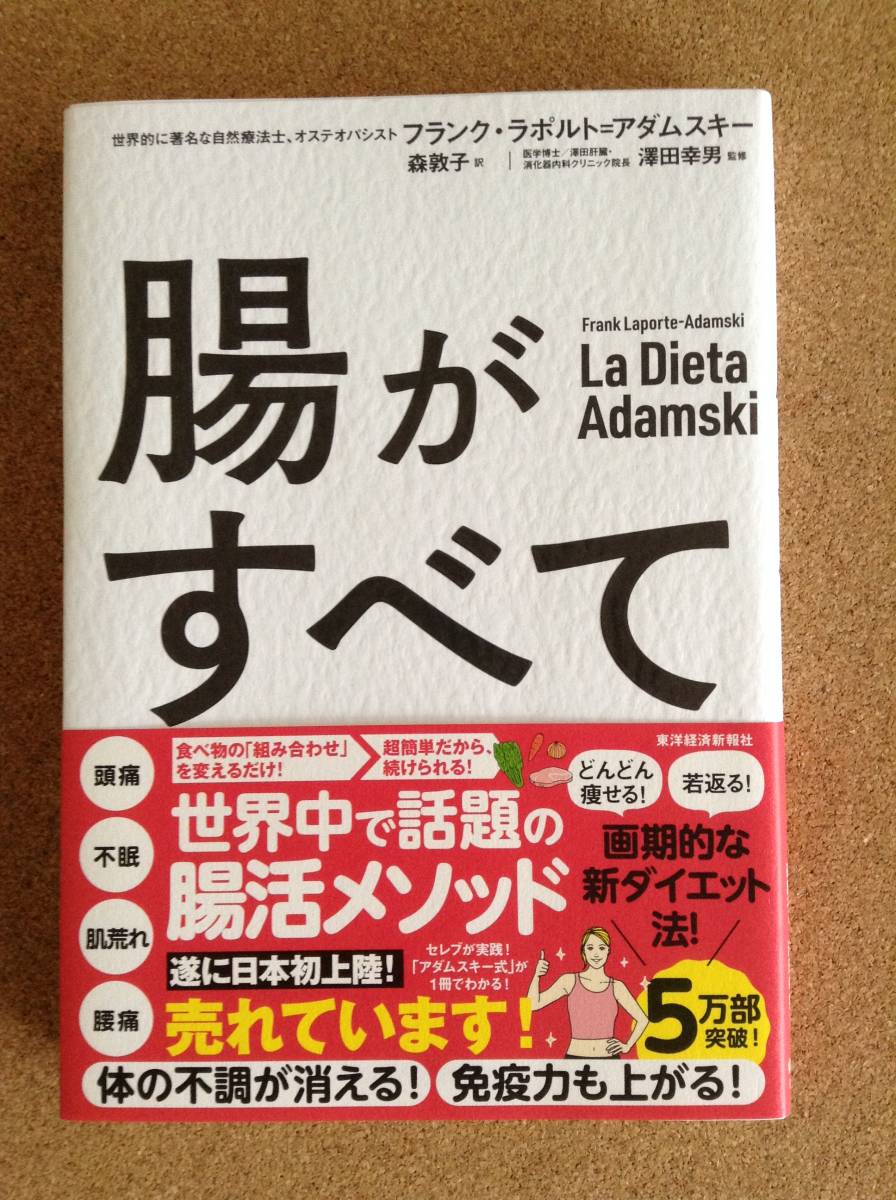 世界的に著名な自然療法士、オステオパシスト フランク・ラポルト=アダムスキー
森敦子 訳
医学博士/澤田肝臓・
消化器内科クリニック院長
澤田幸男 監修
腸が
Frank Laporte-Adamski
La Dieta
Adamski
すべて
東洋経済新報社
頭痛
不眠
肌荒れ
腰痛
食べ物の「組み合わせ」
を変えるだけ!
超簡単だから、
続けられる!
どんどん
痩せる!
若返る!
世界中で話題の
腸活メソッド
画期的な
新ダイエット
法!
遂に日本初上陸!
セレブが実践!
「アダムスキー式」が
1冊でわかる!
売れています!
5万部
突破!
体の不調が消える!
免疫力も上がる!